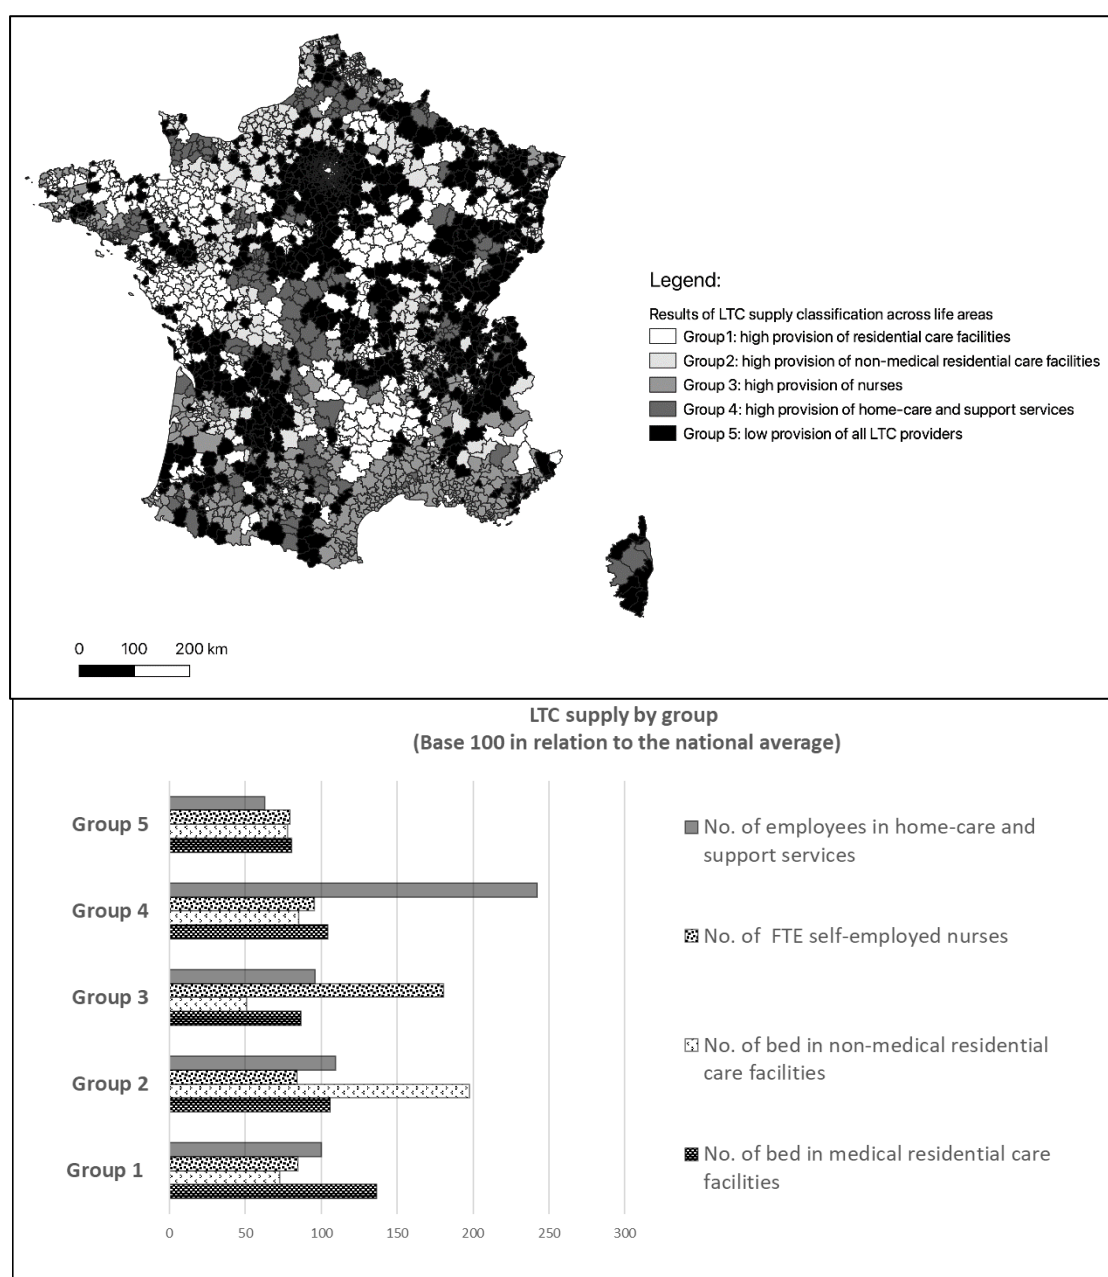 Legend:
Results of LTC supply classification across life areas
Group1: high provision of residential care facilities
Group2: high provision of non-medical residential care facilities
Group 3: high provision of nurses
Group 4: high provision of home-care and support services
Group 5: low provision of all LTC providers
0 100 200 km
LTC supply by group
(Base 100 in relation to the national average)
Group 5
Group 4
Group 3
Group 2
Group 1
0 50 100 150 200 250 300
No. of employees in home-care and
support services
No. of FTE self-employed nurses
No. of bed in non-medical residential
care facilities
No. of bed in medical residential care
facilities